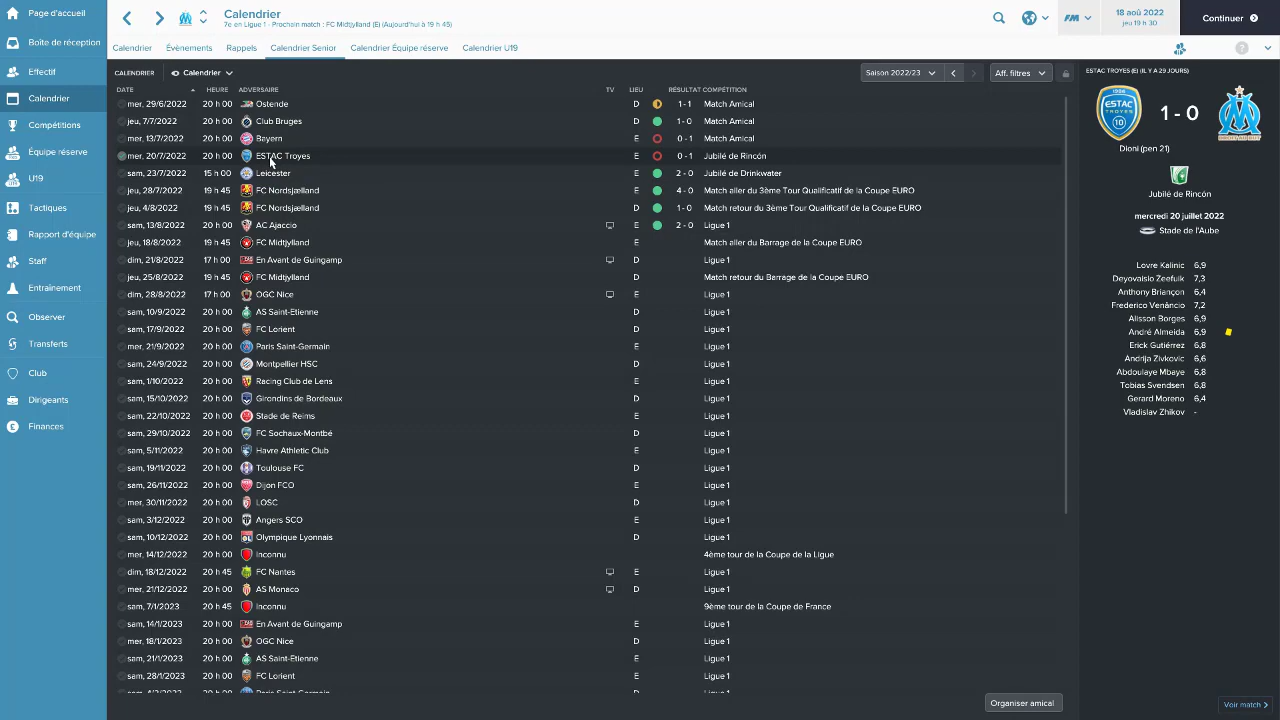 Page d'accueil
Boîte de réception
Effectif
Calendrier
Compétitions
Équipe réserve
U19
Tactiques
Rapport d'équipe
Staff
Entraînement
Observer
Transferts
Club
Dirigeants
Finances
Calendrier
7e en Ligue 1 - Prochain match : FC Midtjylland (E) (Aujourd'hui à 19 h 45)
FM
18 aoû 2022
jeu 19 h 30
Continuer
Calendrier Évènements Rappels Calendrier Senior Calendrier Équipe réserve Calendrier U19
?
CALENDRIER Calendrier Saison 2022/23 Aff. filtres
DATE HEURE ADVERSAIRE TV LIEU RÉSULTAT COMPÉTITION
mer, 29/6/2022 20 h 00 Ostende D 1-1 Match Amical
jeu, 7/7/2022 20 h 00 Club Bruges D 1-0 Match Amical
mer, 13/7/2022 20 h 00 Bayern E 0-1 Match Amical
mer, 20/7/2022 20 h 00 ESTAC Troyes E 0-1 Jubilé de Rincón
sam, 23/7/2022 15 h 00 Leicester E 2-0 Jubilé de Drinkwater
jeu, 28/7/2022 19 h 45 FC Nordsjælland E 4-0 Match aller du 3ème Tour Qualificatif de la Coupe EURO
jeu, 4/8/2022 19 h 45 FC Nordsjælland D 1-0 Match retour du 3ème Tour Qualificatif de la Coupe EURO
sam, 13/8/2022 20 h 00 AC Ajaccio E 2-0 Ligue 1
jeu, 18/8/2022 19 h 45 FC Midtjylland E Match aller du Barrage de la Coupe EURO
dim, 21/8/2022 17 h 00 En Avant de Guingamp D Ligue 1
jeu, 25/8/2022 19 h 45 FC Midtjylland D Match retour du Barrage de la Coupe EURO
dim, 28/8/2022 17 h 00 OGC Nice E Ligue 1
sam, 10/9/2022 20 h 00 AS Saint-Etienne D Ligue 1
sam, 17/9/2022 20 h 00 FC Lorient D Ligue 1
mer, 21/9/2022 20 h 00 Paris Saint-Germain E Ligue 1
sam, 24/9/2022 20 h 00 Montpellier HSC D Ligue 1
sam, 1/10/2022 20 h 00 Racing Club de Lens E Ligue 1
sam, 15/10/2022 20 h 00 Girondins de Bordeaux D Ligue 1
sam, 22/10/2022 20 h 00 Stade de Reims E Ligue 1
sam, 29/10/2022 20 h 00 FC Sochaux-Montbé D Ligue 1
sam, 5/11/2022 20 h 00 Havre Athletic Club E Ligue 1
sam, 19/11/2022 20 h 00 Toulouse FC D Ligue 1
sam, 26/11/2022 20 h 00 Dijon FCO E Ligue 1
mer, 30/11/2022 20 h 00 LOSC D Ligue 1
sam, 3/12/2022 20 h 00 Angers SCO E Ligue 1
sam, 10/12/2022 20 h 00 Olympique Lyonnais D Ligue 1
mer, 14/12/2022 20 h 00 Inconnu 4ème tour de la Coupe de la Ligue
dim, 18/12/2022 20 h 45 FC Nantes E Ligue 1
mer, 21/12/2022 20 h 00 AS Monaco D Ligue 1
sam, 7/1/2023 20 h 45 Inconnu 9ème tour de la Coupe de France
sam, 14/1/2023 20 h 00 En Avant de Guingamp E Ligue 1
mer, 18/1/2023 20 h 00 OGC Nice D Ligue 1
sam, 21/1/2023 20 h 00 AS Saint-Etienne E Ligue 1
sam, 28/1/2023 20 h 00 FC Lorient E Ligue 1
Organiser amical
ESTAC TROYES (E) (IL Y A 29 JOURS)
ESTAC
1 - 0
Dioni (pen 21)
Jubilé de Rincón
mercredi 20 juillet 2022
Stade de l'Aube
Lovre Kalinic 6,9
Deyovaisio Zeefuik 7,3
Anthony Briançon 6,4
Frederico Venâncio 7,2
Alisson Borges 6,9
André Almeida 6,9
Erick Gutiérrez 6,8
Andrija Zivkovic 6,6
Abdoulaye Mbaye 6,8
Tobias Svendsen 6,8
Gerard Moreno 6,4
Vladislav Zhikov -
Voir match